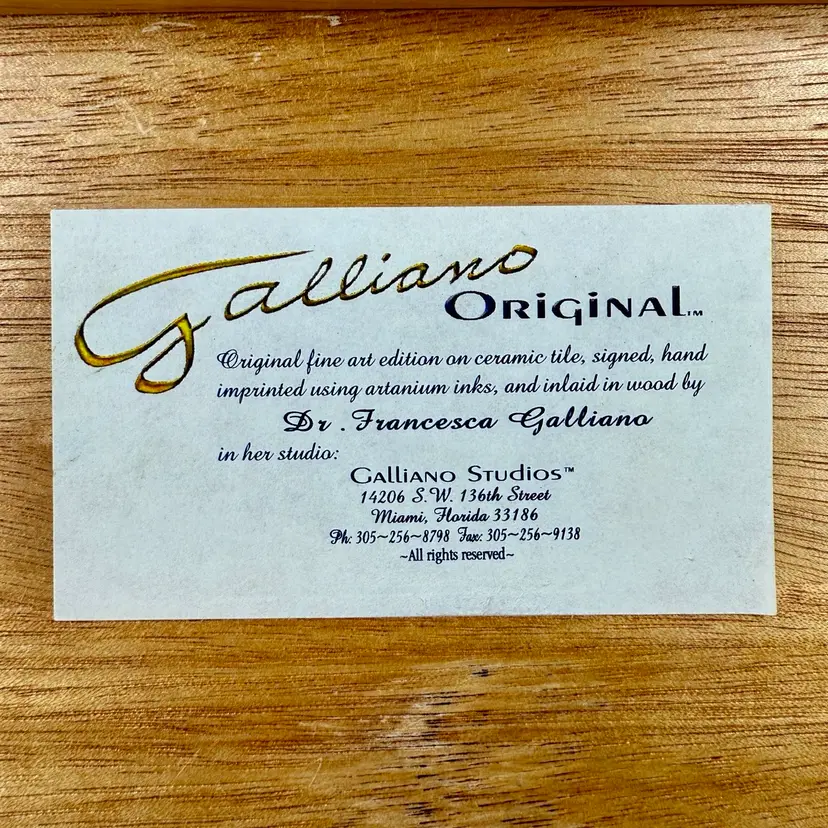 Galliano
Original™
Original fine art edition on ceramic tile, signed, hand
imprinted using artanium inks, and inlaid in wood by
Dr. Francesca Galliano
in her studio:
Galliano Studios™
14206 S.W. 136th Street
Miami, Florida 33186
Ph: 305~256~8798 Fax: 305~256~9138
~All rights reserved~